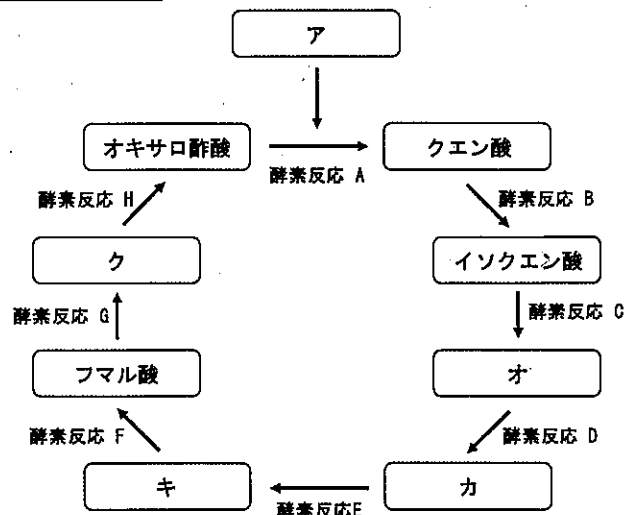 ア
オキサロ酢酸
クエン酸
酵素反応 A
酵素反応 H
酵素反応 B
ク
イソクエン酸
酵素反応 G
酵素反応 C
フマル酸
オ
酵素反応 F
酵素反応 D
キ
カ
酵素反応E